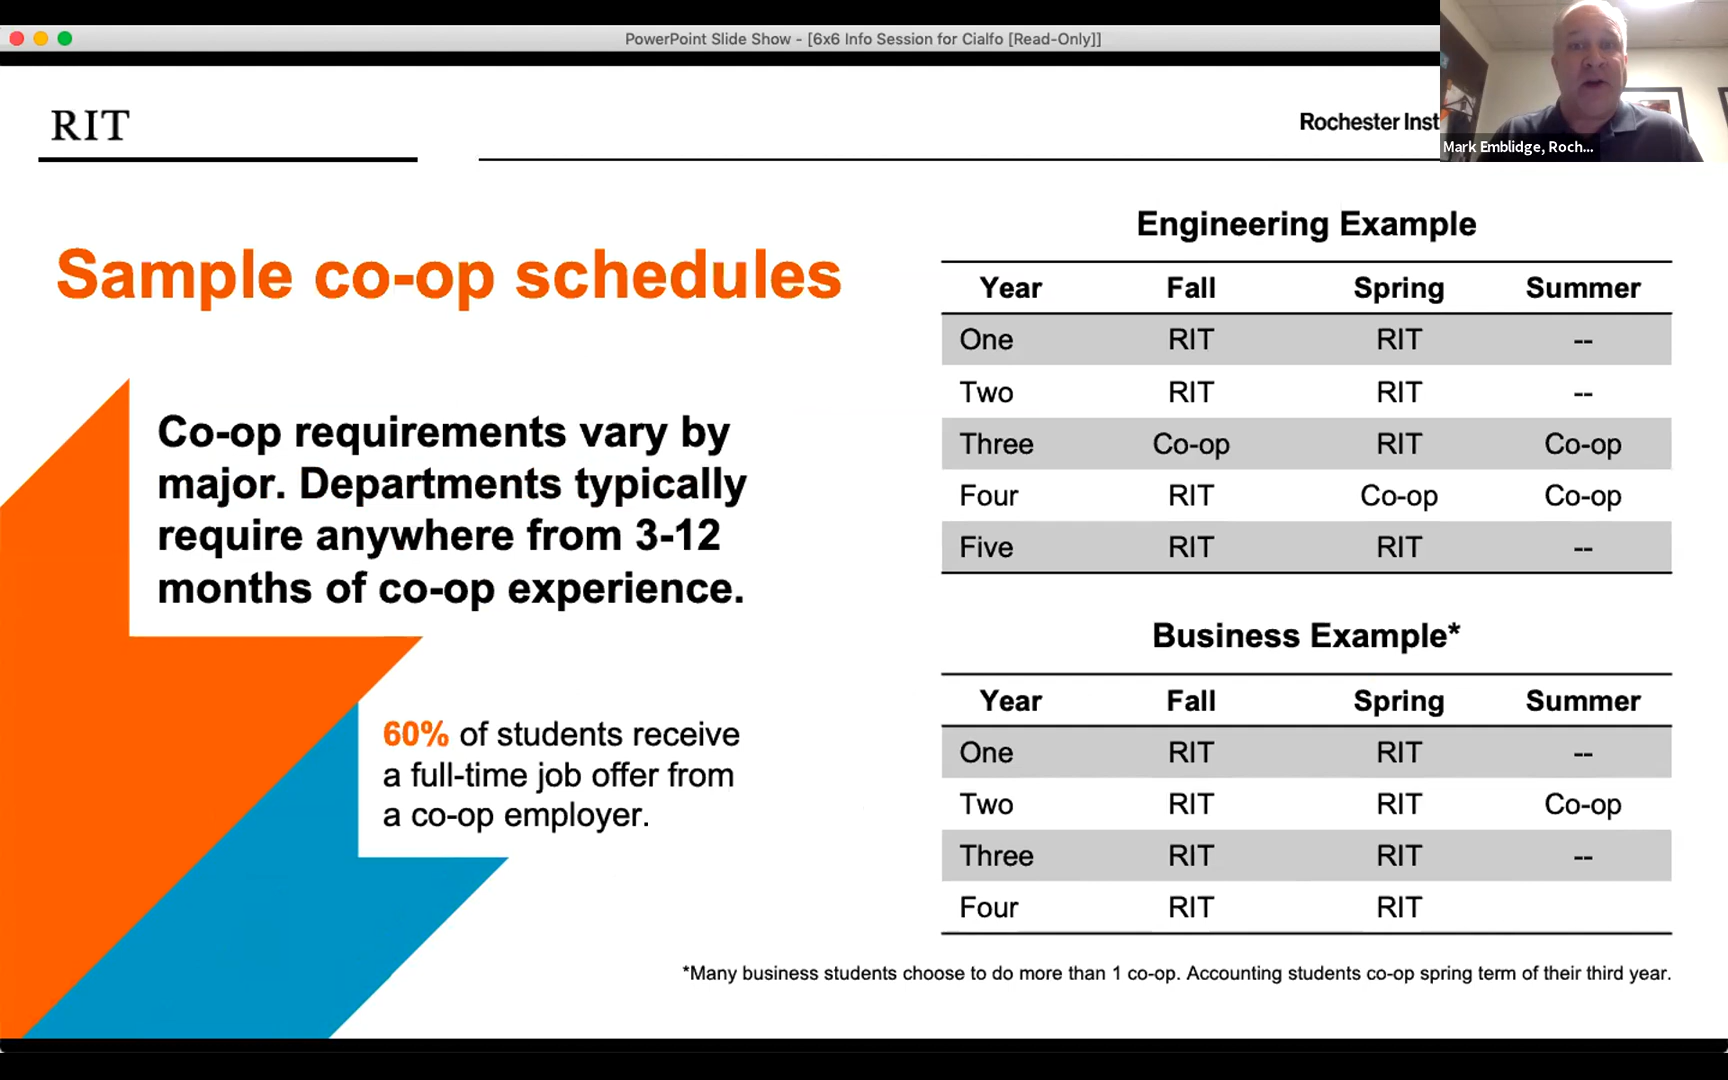 PowerPoint Slide Show - [6x6 Info Session for Cialfo [Read-Only]]
RIT
Rochester Inst
Mark Emblidge, Roch...
Sample co-op schedules
Co-op requirements vary by
major. Departments typically
require anywhere from 3-12
months of co-op experience.
60% of students receive
a full-time job offer from
a co-op employer.
Engineering Example
Year Fall Spring Summer
One RIT RIT --
Two RIT RIT --
Three Co-op RIT Co-op
Four RIT Co-op Co-op
Five RIT RIT --
Business Example*
Year Fall Spring Summer
One RIT RIT --
Two RIT RIT Co-op
Three RIT RIT --
Four RIT RIT
*Many business students choose to do more than 1 co-op. Accounting students co-op spring term of their third year.